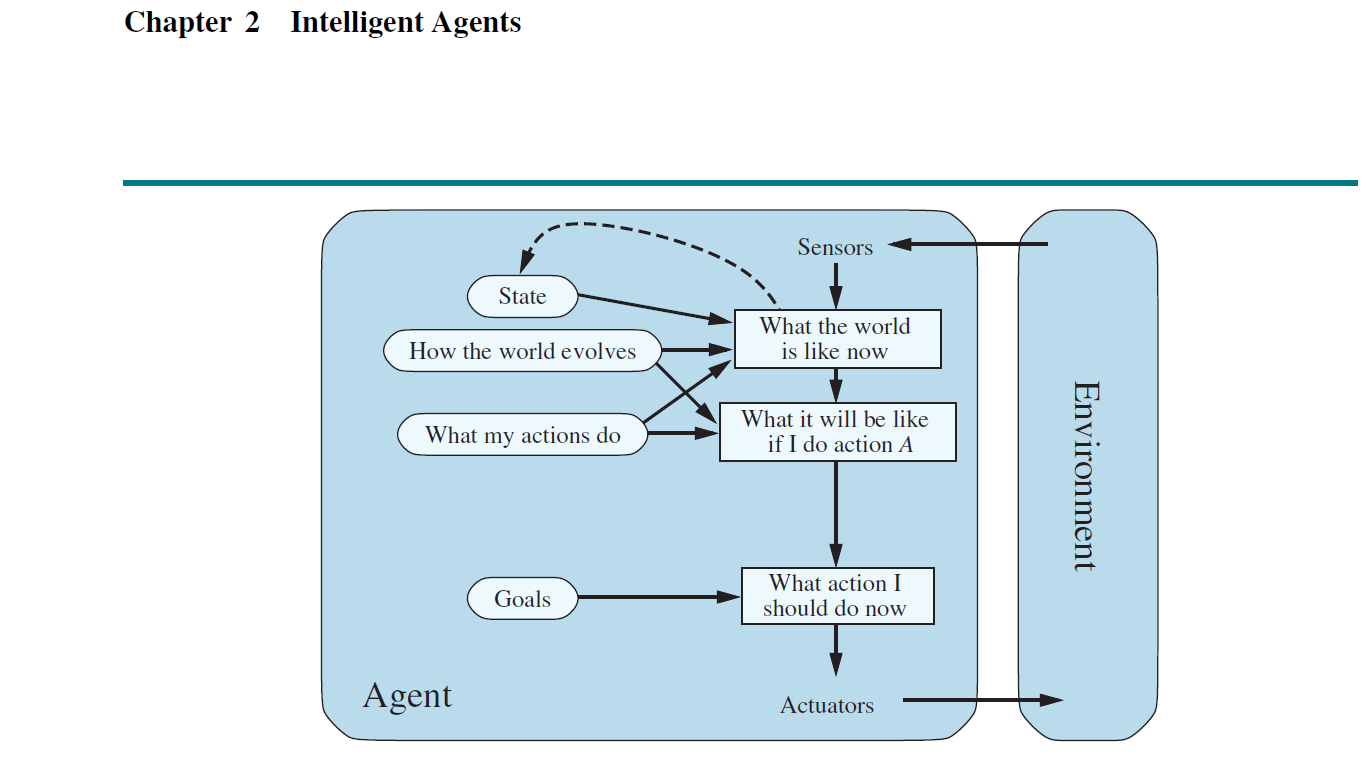 Chapter 2 Intelligent Agents
Sensors
State
What the world
is like now
How the world evolves
What my actions do
What it will be like
if I do action A
Goals
What action I
should do now
Agent
Actuators
Environment